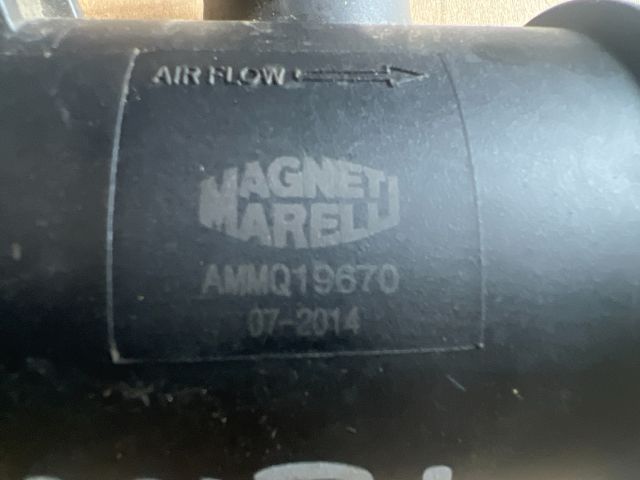 AIR FLOW
MAGNETI
MARELLI
AMMQ19670
07-2014